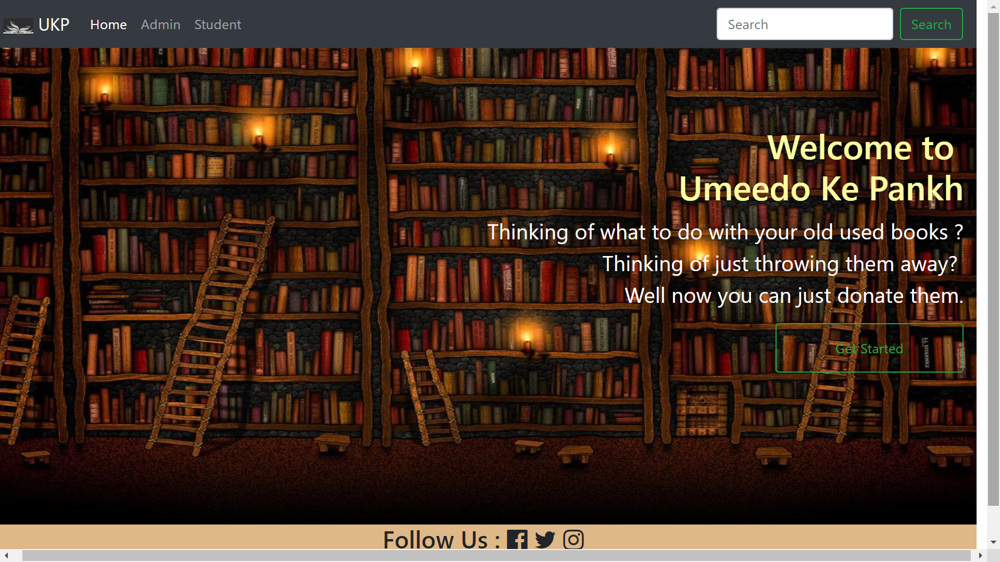 UKP Home Admin Student Search Search
Welcome to
Umeedo Ke Pankh
Thinking of what to do with your old used books ?
Thinking of just throwing them away?
Well now you can just donate them.
Get Started
Follow Us :